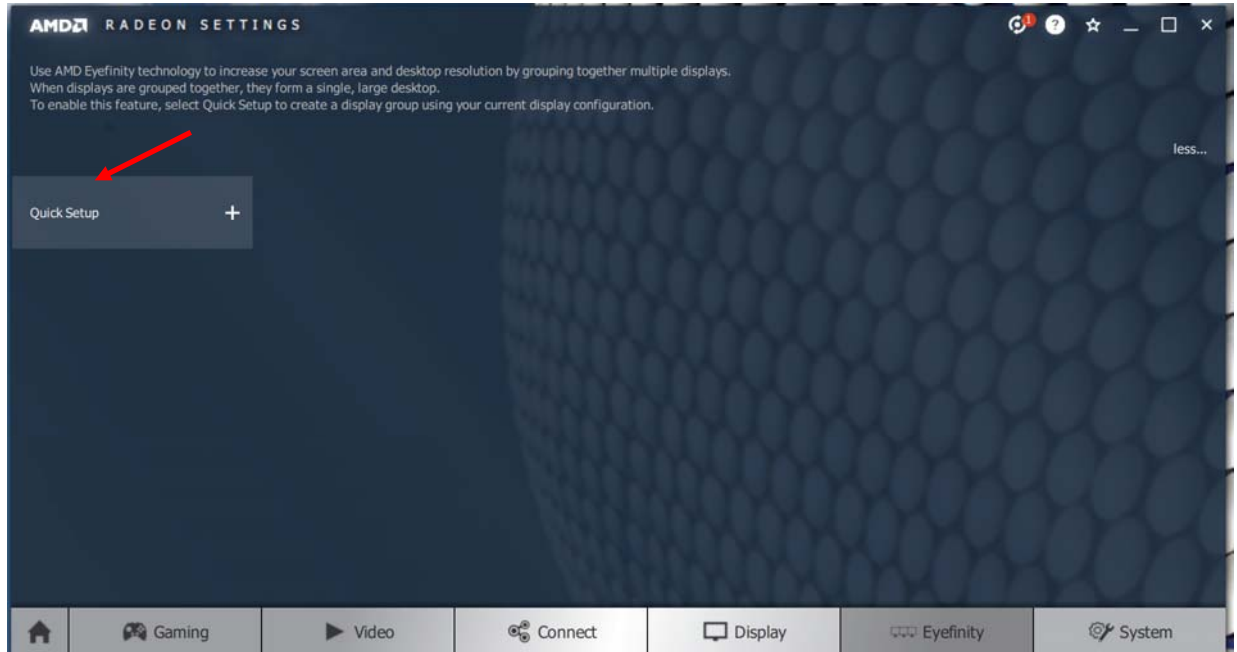 AMD RADEON SETTINGS
1 ?
Use AMD Eyefinity technology to increase your screen area and desktop resolution by grouping together multiple displays.
When displays are grouped together, they form a single, large desktop.
To enable this feature, select Quick Setup to create a display group using your current display configuration.
less...
Quick Setup +
Gaming Video Connect Display Eyefinity System